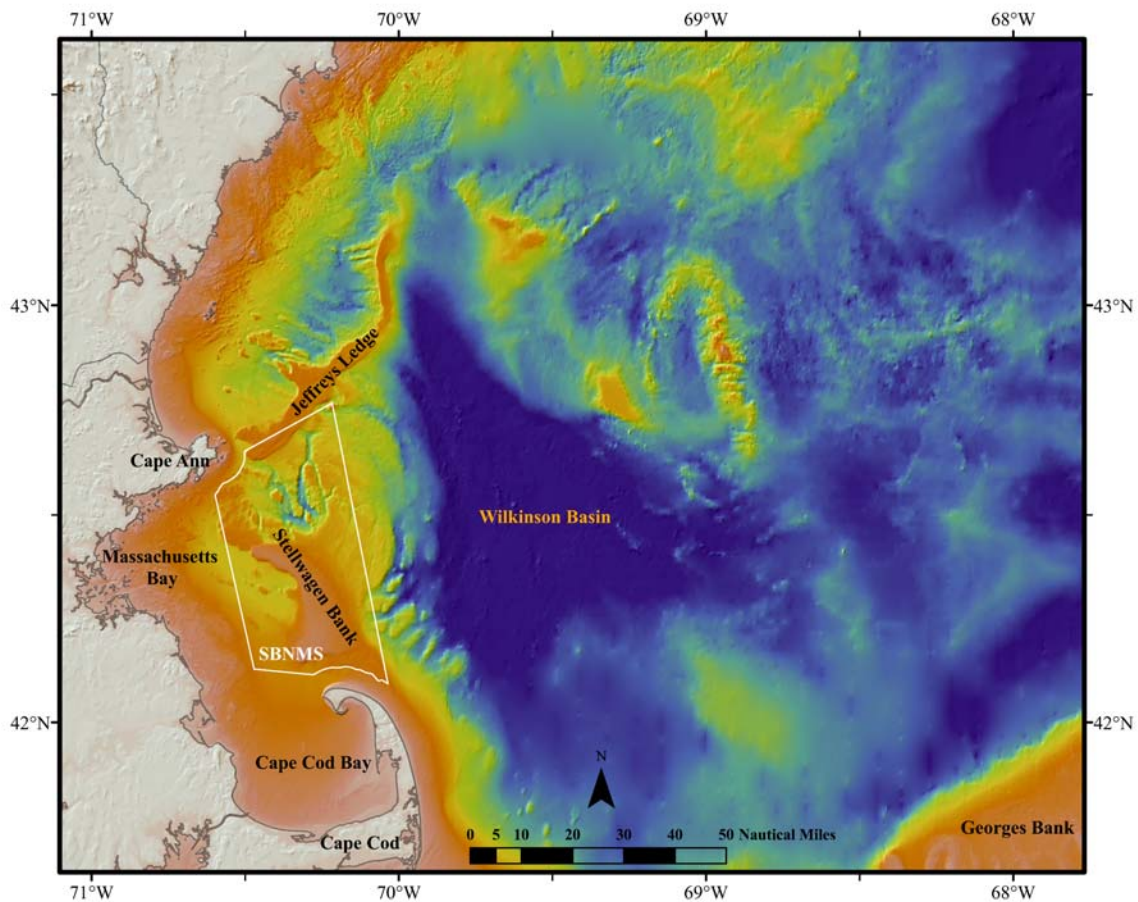 71°W 70°W 69°W 68°W
43°N 43°N
Jeffreys Ledge
Cape Ann
Wilkinson Basin
Stellwagen Bank
Massachusetts
Bay
SBNMS
42°N 42°N
Cape Cod Bay
N
0 5 10 20 30 40 50 Nautical Miles
Georges Bank
Cape Cod
71°W 70°W 69°W 68°W